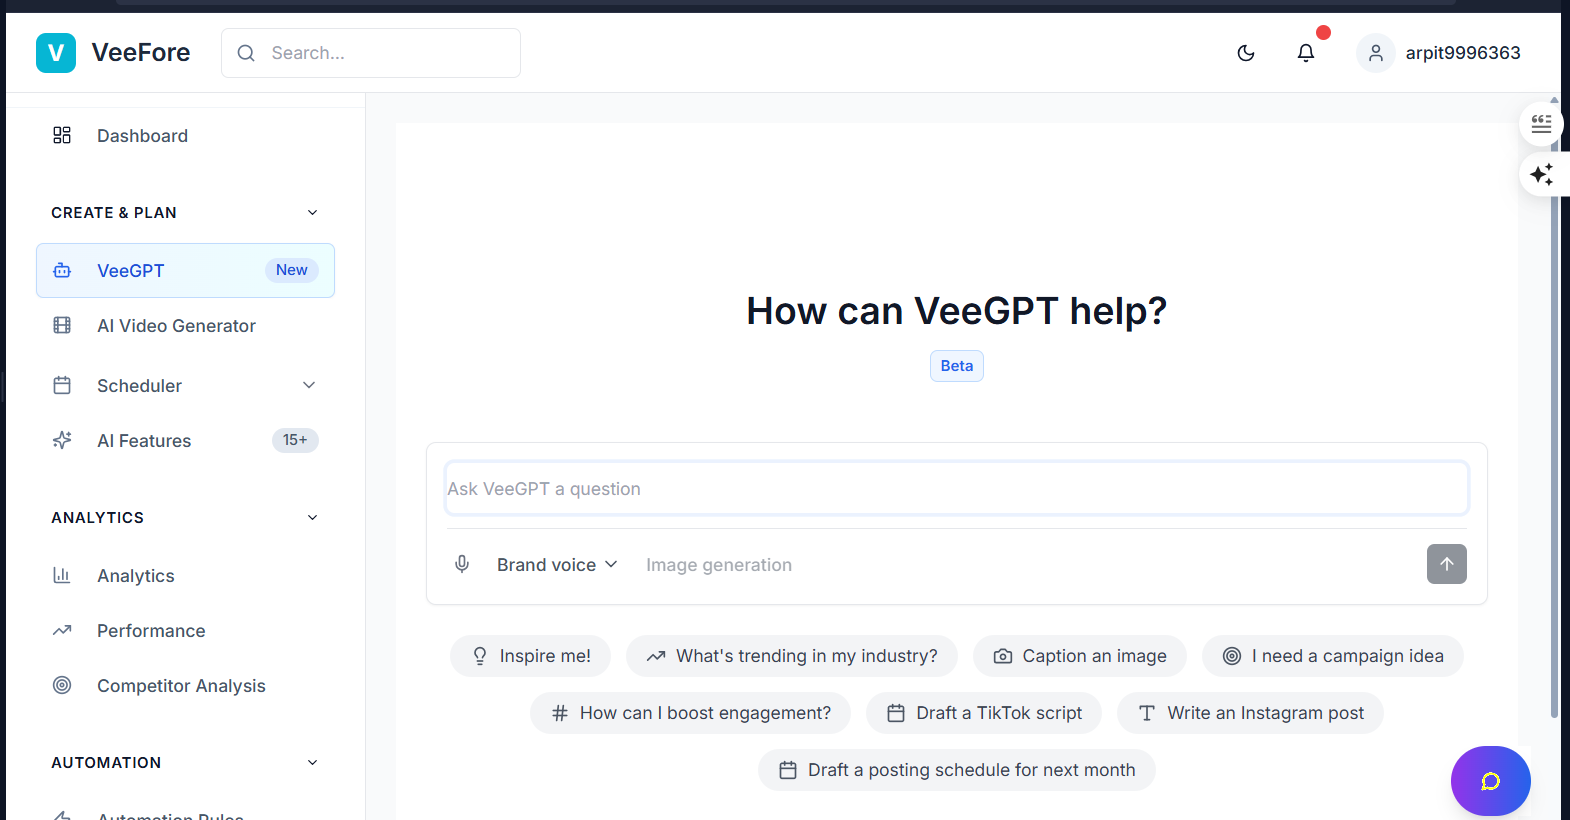 V VeeFore
Search...
arpit9996363
Dashboard
CREATE & PLAN
VeeGPT New
AI Video Generator
Scheduler
AI Features 15+
ANALYTICS
Analytics
Performance
Competitor Analysis
AUTOMATION
Automation Rules
How can VeeGPT help?
Beta
Ask VeeGPT a question
Brand voice Image generation
Inspire me! What's trending in my industry? Caption an image I need a campaign idea
How can I boost engagement? Draft a TikTok script Write an Instagram post
Draft a posting schedule for next month